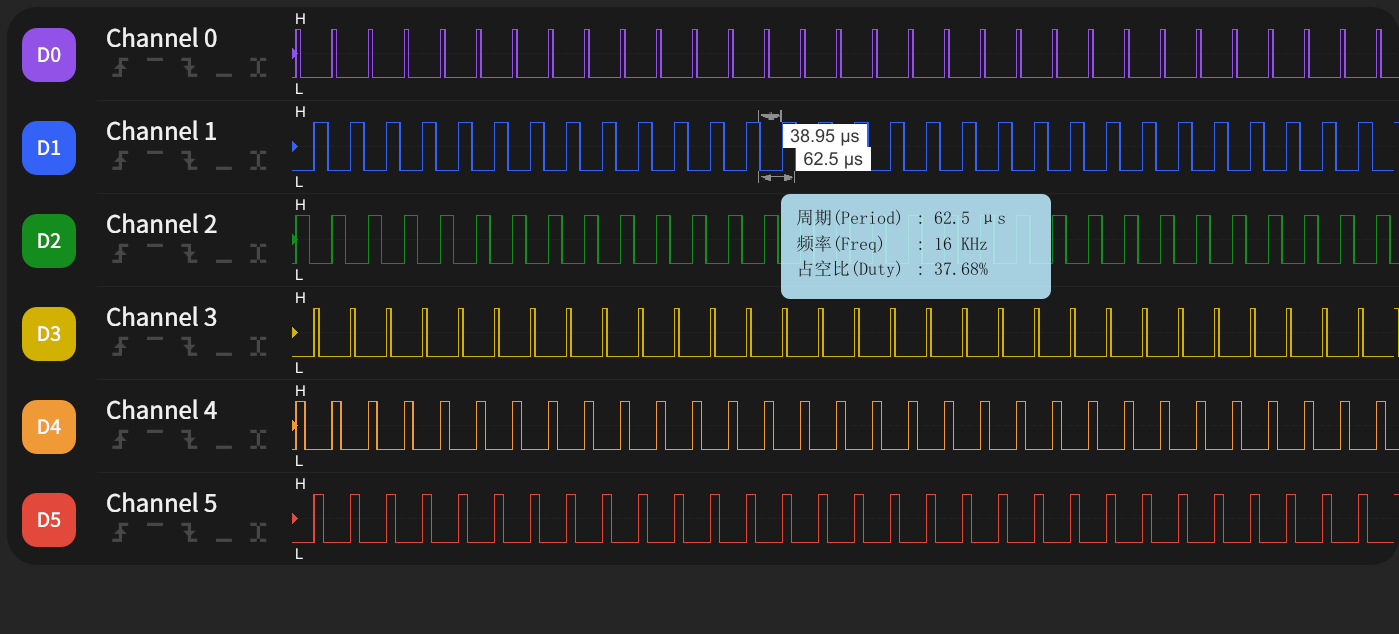 H
D0 Channel 0
L
H
D1 Channel 1
38.95 μs
62.5 μs
L
H
D2 Channel 2
L
周期(Period) : 62.5 μs
频率(Freq) : 16 KHz
占空比(Duty) : 37.68%
H
D3 Channel 3
L
H
D4 Channel 4
L
H
D5 Channel 5
L